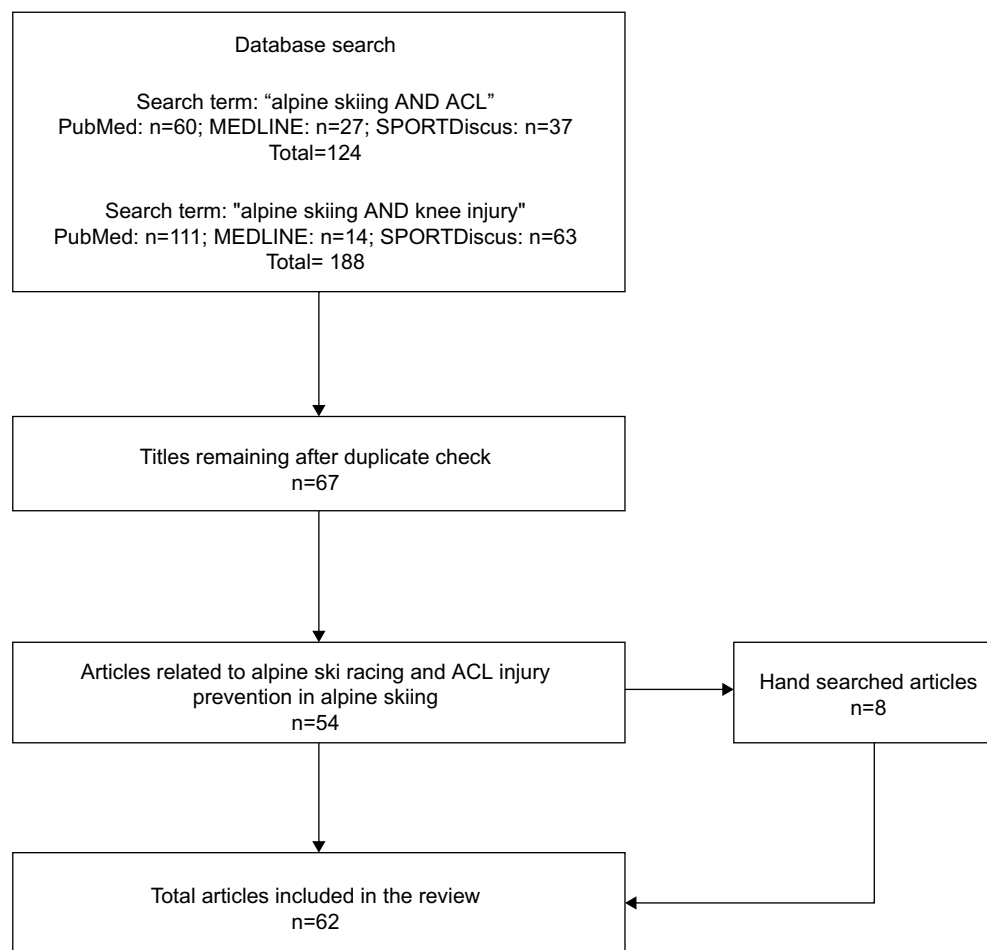 Database search
Search term: “alpine skiing AND ACL”
PubMed: n=60; MEDLINE: n=27; SPORTDiscus: n=37
Total=124
Search term: "alpine skiing AND knee injury"
PubMed: n=111; MEDLINE: n=14; SPORTDiscus: n=63
Total= 188
Titles remaining after duplicate check
n=67
Articles related to alpine ski racing and ACL injury
prevention in alpine skiing
n=54
Hand searched articles
n=8
Total articles included in the review
n=62